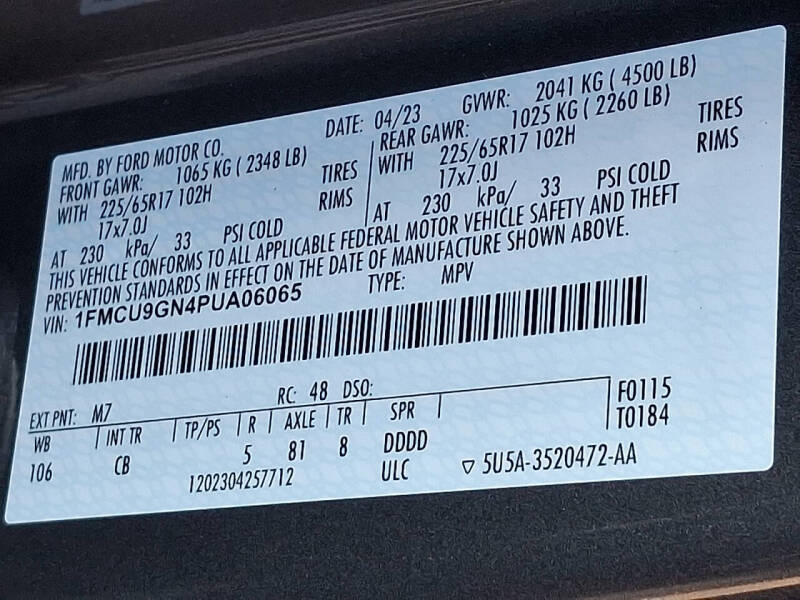 MFD. BY FORD MOTOR CO. DATE: 04/23 GVWR: 2041 KG ( 4500 LB)
FRONT GAWR: 1065 KG ( 2348 LB) REAR GAWR: 1025 KG ( 2260 LB)
WITH 225/65R17 102H TIRES WITH 225/65R17 102H TIRES
17x7.0J RIMS 17x7.0J RIMS
AT 230 kPa/ 33 PSI COLD AT 230 kPa/ 33 PSI COLD
THIS VEHICLE CONFORMS TO ALL APPLICABLE FEDERAL MOTOR VEHICLE SAFETY AND THEFT
PREVENTION STANDARDS IN EFFECT ON THE DATE OF MANUFACTURE SHOWN ABOVE.
VIN: 1FMCU9GN4PUA06065 TYPE: MPV
EXT PNT: M7 RC: 48 DSO: F0115
WB INT TR TP/PS R AXLE TR SPR T0184
106 CB 5 81 8 DDDD
1202304257712 ULC ▽ 5U5A-3520472-AA